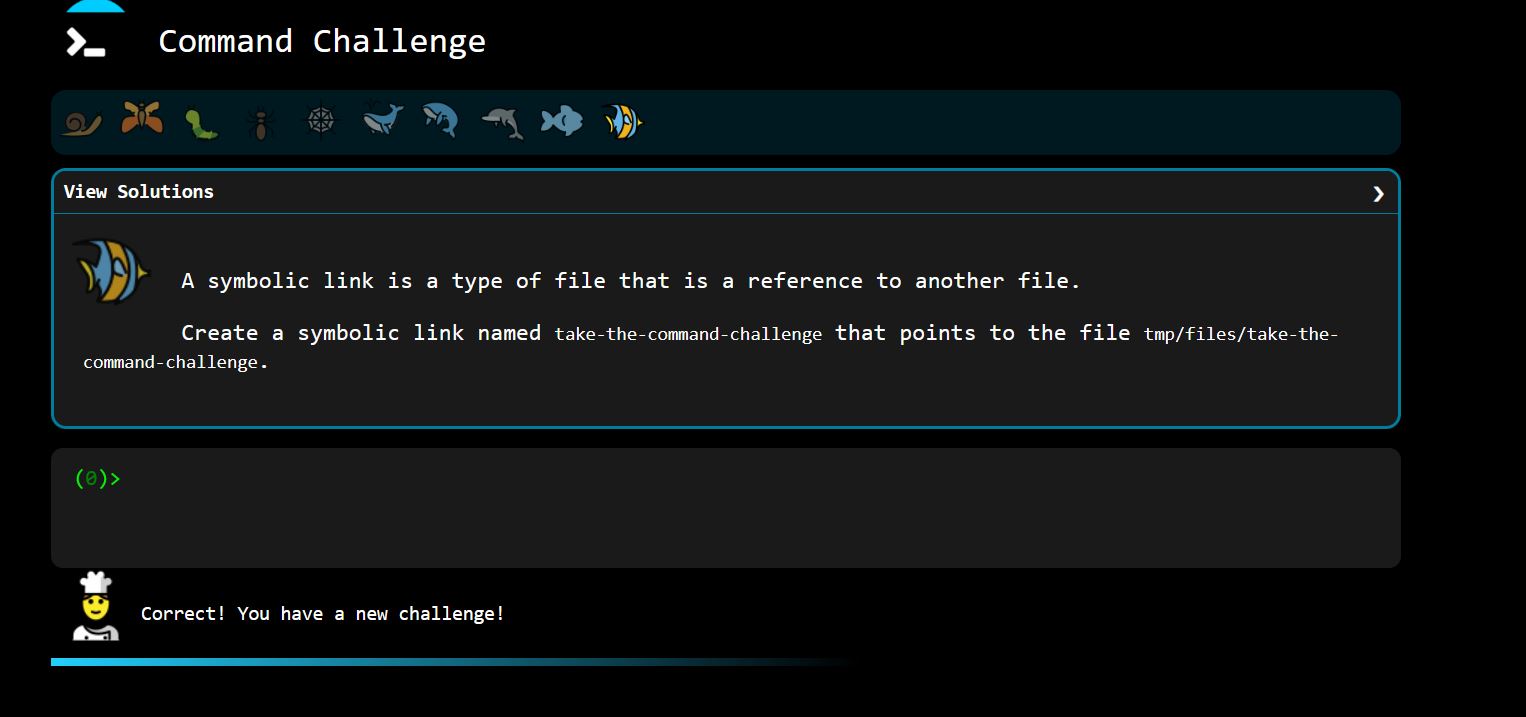 Command Challenge
View Solutions
A symbolic link is a type of file that is a reference to another file.
Create a symbolic link named take-the-command-challenge that points to the file tmp/files/take-the-
command-challenge.
(0)>
Correct! You have a new challenge!